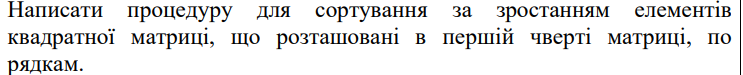 Написати процедуру для сортування за зростанням елементів
квадратної матриці, що розташовані в першій чверті матриці, по
рядкам.